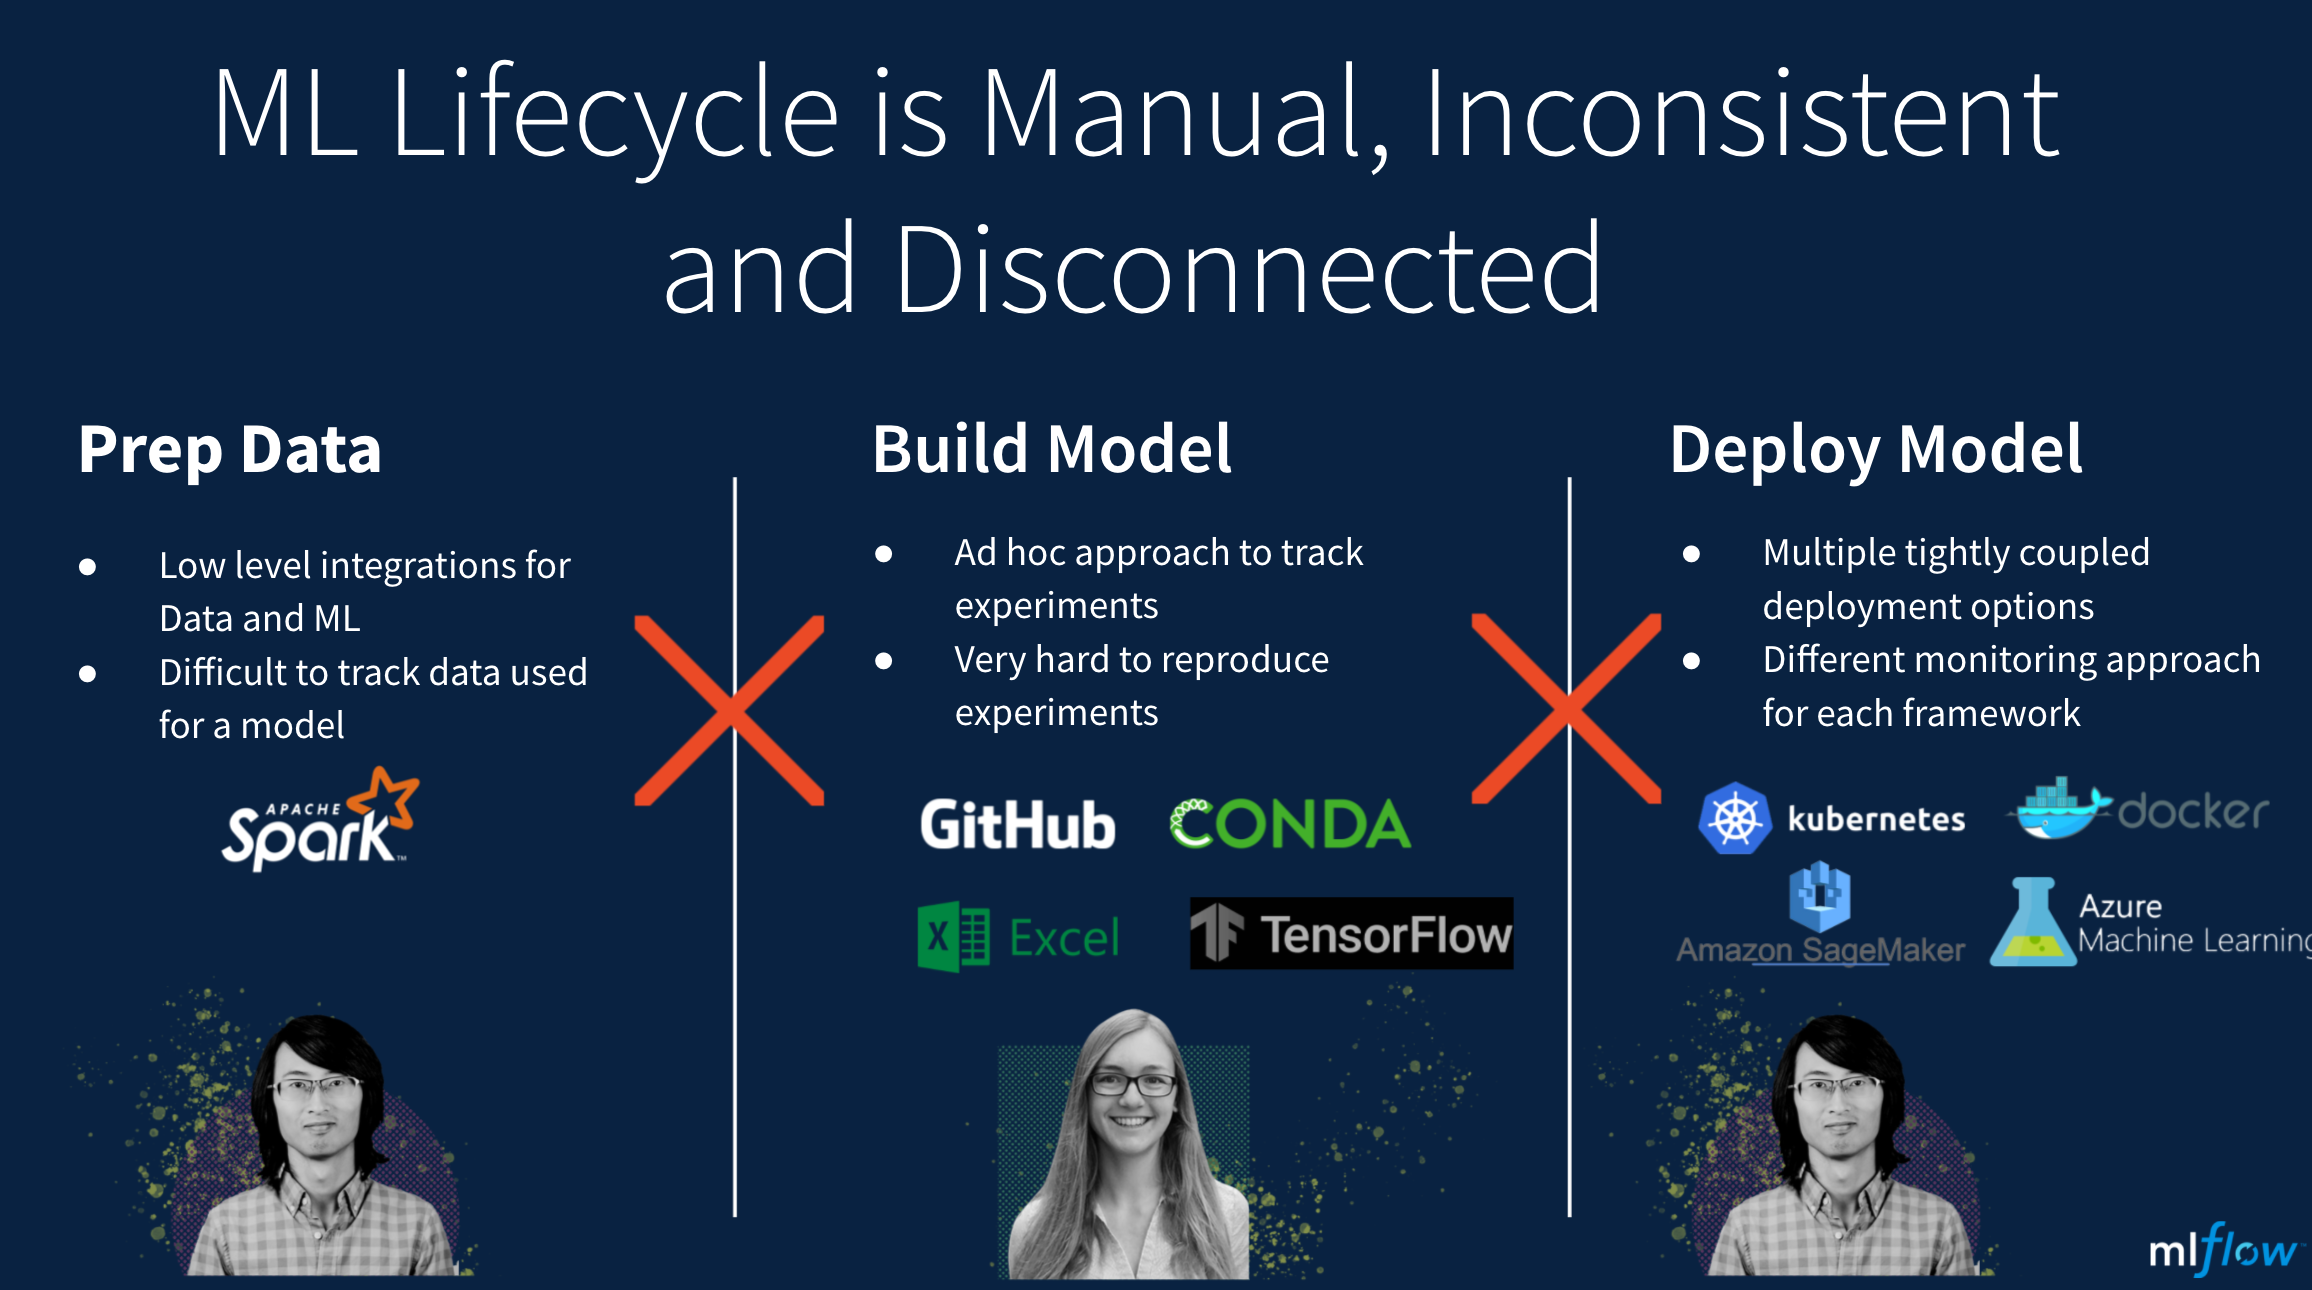 ML Lifecycle is Manual, Inconsistent
and Disconnected
Prep Data
● Low level integrations for
Data and ML
● Difficult to track data used
for a model
APACHE
Spark™
Build Model
● Ad hoc approach to track
experiments
● Very hard to reproduce
experiments
GitHub
CONDA
X Excel
TensorFlow
Deploy Model
● Multiple tightly coupled
deployment options
● Different monitoring approach
for each framework
kubernetes
docker
Amazon SageMaker
Azure
Machine Learning
mlflow